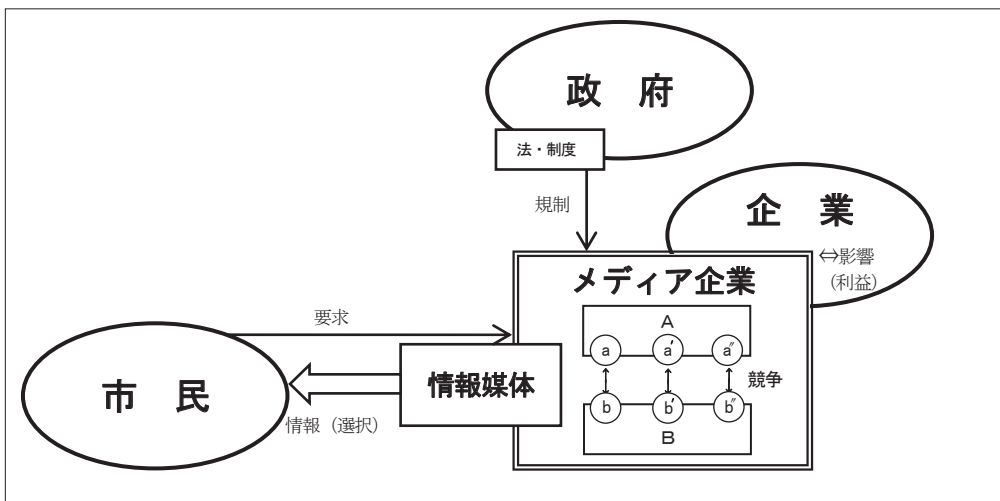 政 府
法・制度
規制
企 業
⇔影響
(利益)
メディア企業
A
a a′ a″
競争
b b′ b″
B
要求
市 民
情報媒体
情報(選択)